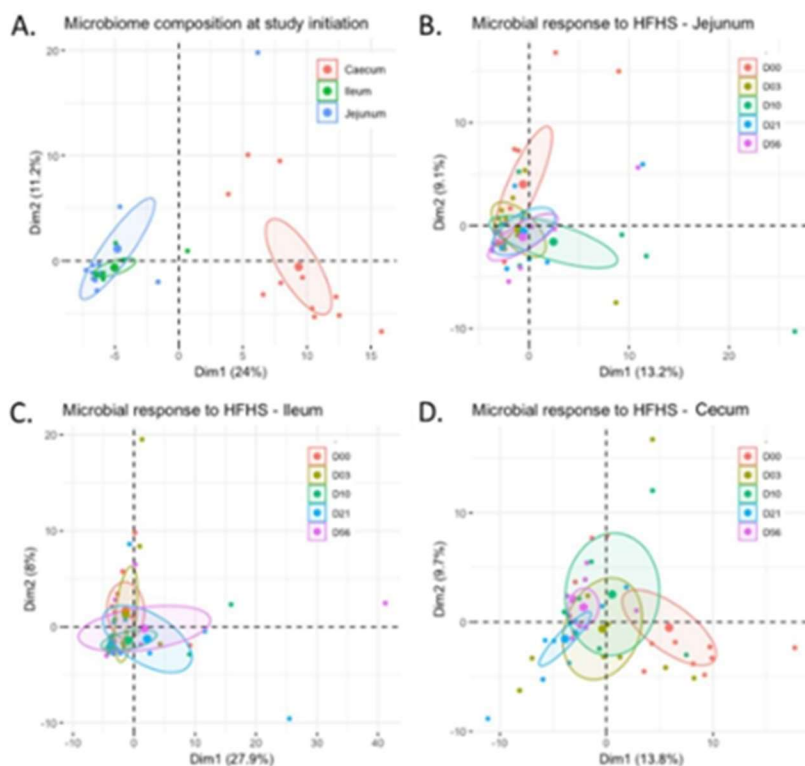 A. Microbiome composition at study initiation
20
10
0
Dim2 (11.2%)
-5
0
5
10
15
Dim1 (24%)
Caecum
Ileum
Jejunum
B. Microbial response to HFHS - Jejunum
10
0
-10
Dim2 (9.1%)
0
10
20
Dim1 (13.2%)
D00
D03
D10
D21
D56
C. Microbial response to HFHS - Ileum
20
10
0
-10
Dim2 (8%)
-10
0
10
20
30
40
Dim1 (27.9%)
D00
D03
D10
D21
D56
D. Microbial response to HFHS - Cecum
10
0
-10
Dim2 (9.7%)
0
10
Dim1 (13.8%)
D00
D03
D10
D21
D56